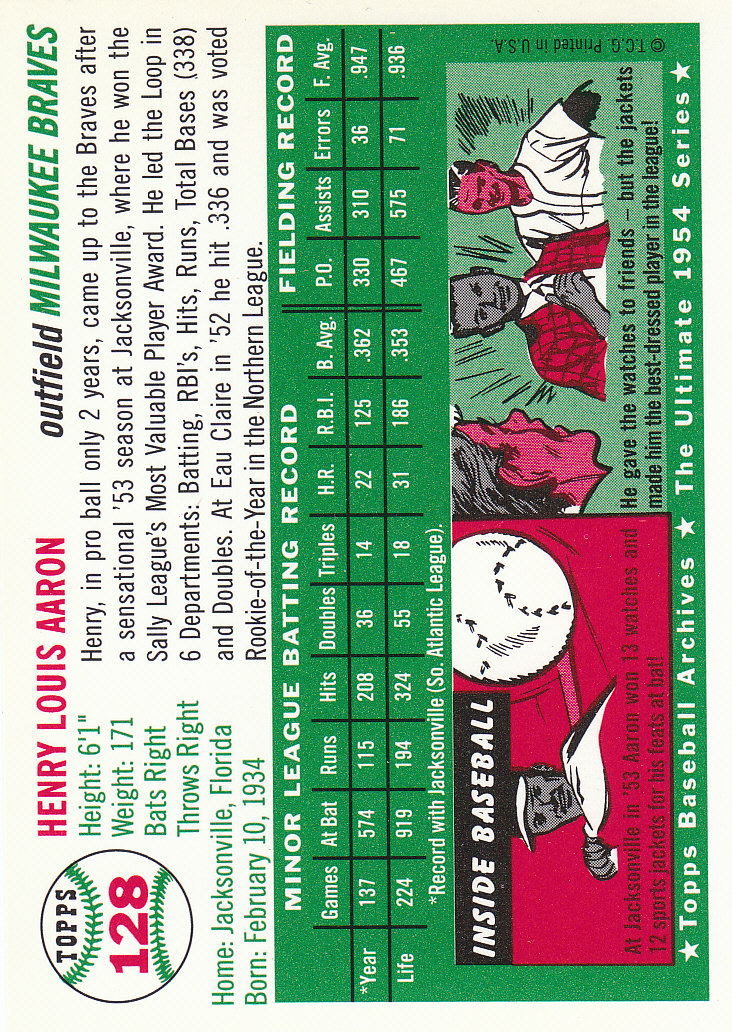 TOPPS
128
HENRY LOUIS AARON
outfield MILWAUKEE BRAVES
Height: 6'1"
Weight: 171
Bats Right
Throws Right
Home: Jacksonville, Florida
Born: February 10, 1934
Henry, in pro ball only 2 years, came up to the Braves after
a sensational '53 season at Jacksonville, where he won the
Sally League's Most Valuable Player Award. He led the Loop in
6 Departments: Batting, RBI's, Hits, Runs, Total Bases (338)
and Doubles. At Eau Claire in '52 he hit .336 and was voted
Rookie-of-the-Year in the Northern League.
MINOR LEAGUE BATTING RECORD FIELDING RECORD
Games At Bat Runs Hits Doubles Triples H.R. R.B.I. B. Avg. P.O. Assists Errors F. Avg.
*Year 137 574 115 208 36 14 22 125 .362 330 310 36 .947
Life 224 919 194 324 55 18 31 186 .353 467 575 71 .936
*Record with Jacksonville (So. Atlantic League).
INSIDE BASEBALL
At Jacksonville in '53 Aaron won 13 watches and
12 sports jackets for his feats at bat!
He gave the watches to friends – but the jackets
made him the best-dressed player in the league!
© T.C.G. Printed in U.S.A.
★ Topps Baseball Archives ★ The Ultimate 1954 Series ★